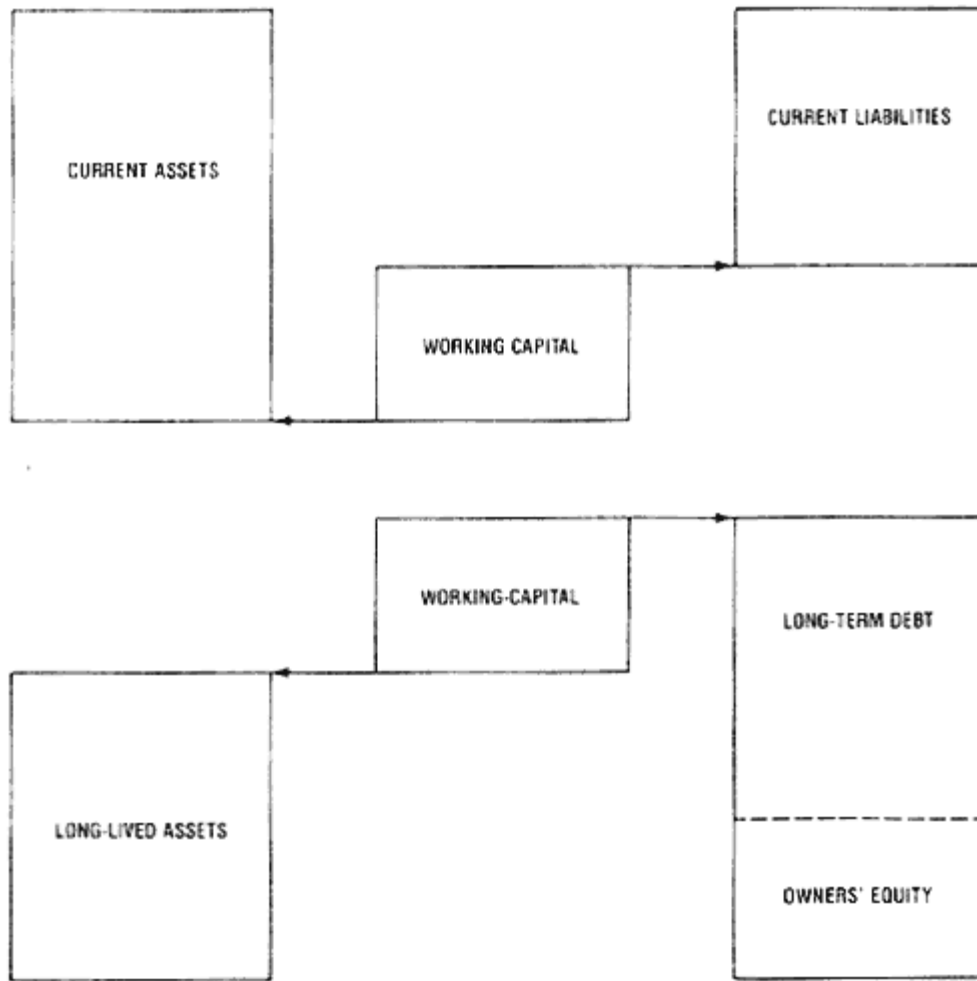 CURRENT ASSETS
CURRENT LIABILITIES
WORKING CAPITAL
WORKING-CAPITAL
LONG-TERM DEBT
LONG-LIVED ASSETS
OWNERS' EQUITY